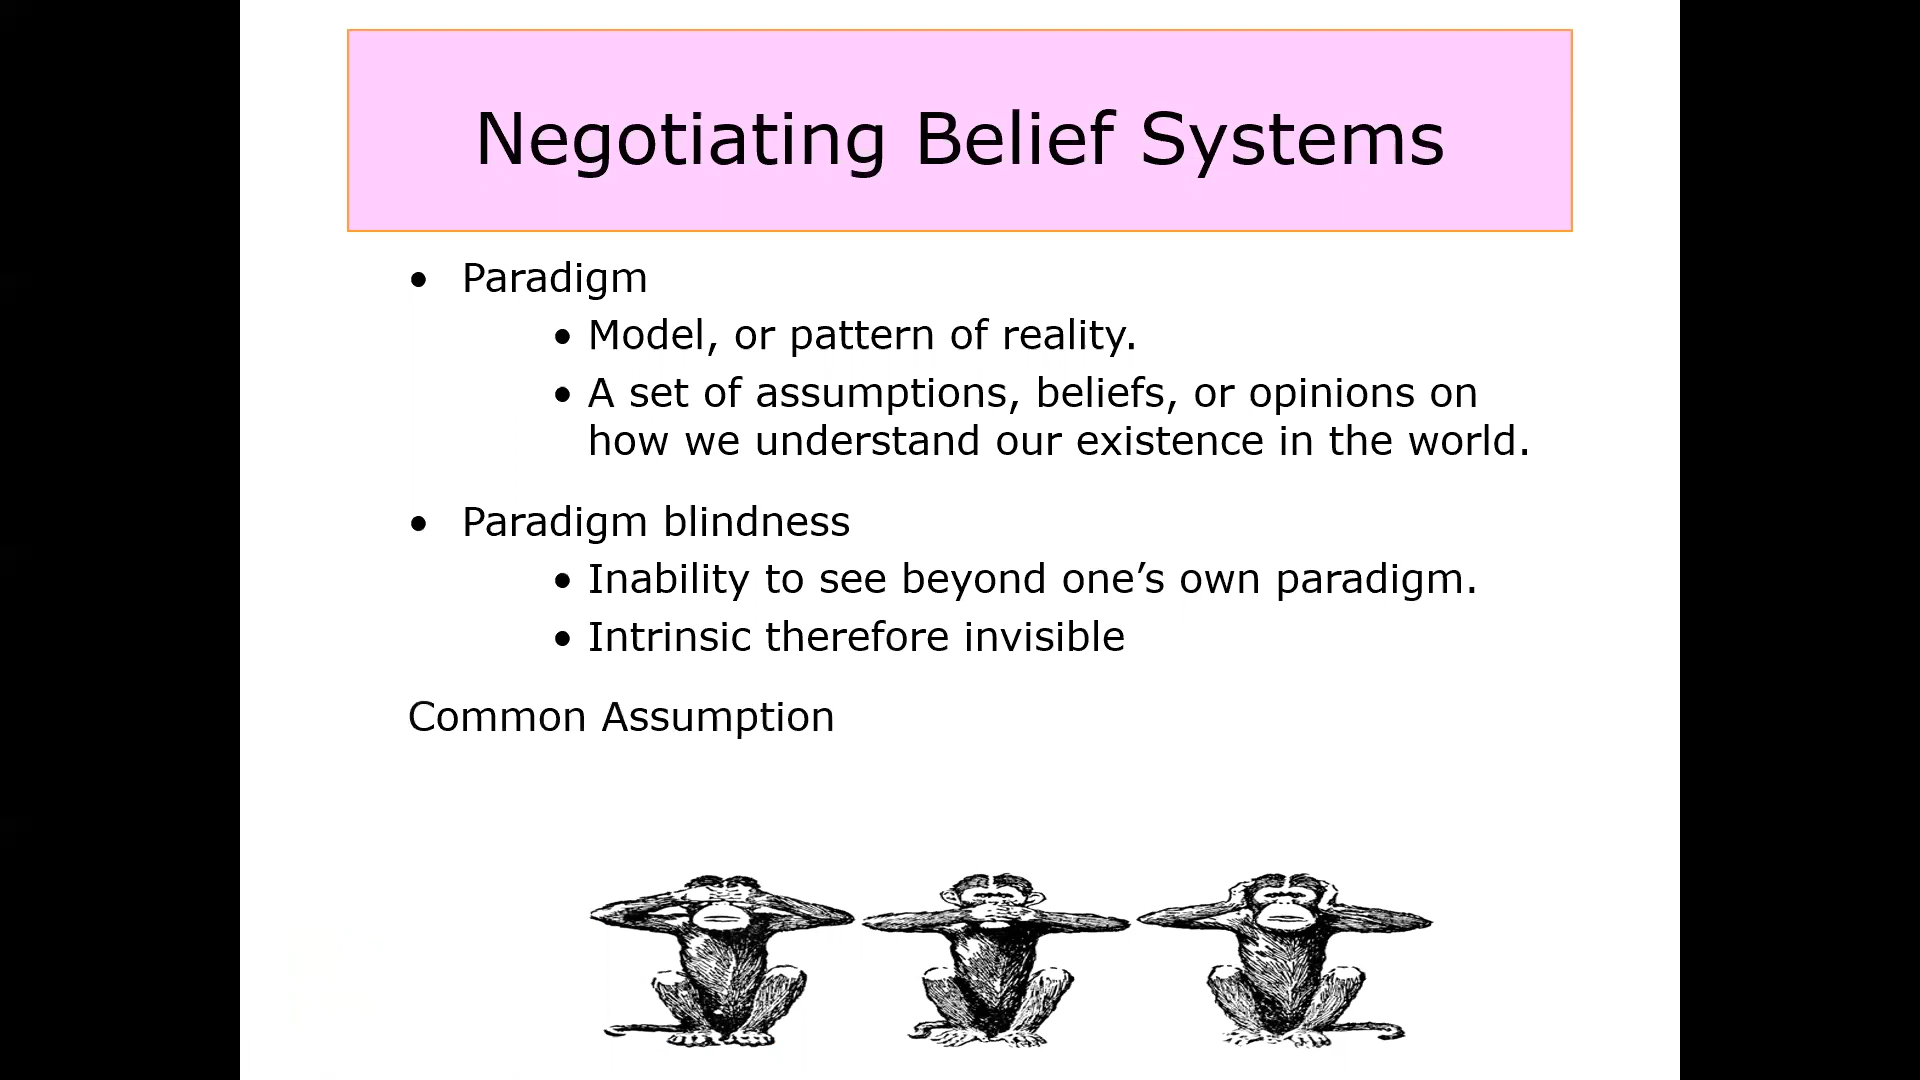 Negotiating Belief Systems
• Paradigm
• Model, or pattern of reality.
• A set of assumptions, beliefs, or opinions on
how we understand our existence in the world.
• Paradigm blindness
• Inability to see beyond one’s own paradigm.
• Intrinsic therefore invisible
Common Assumption